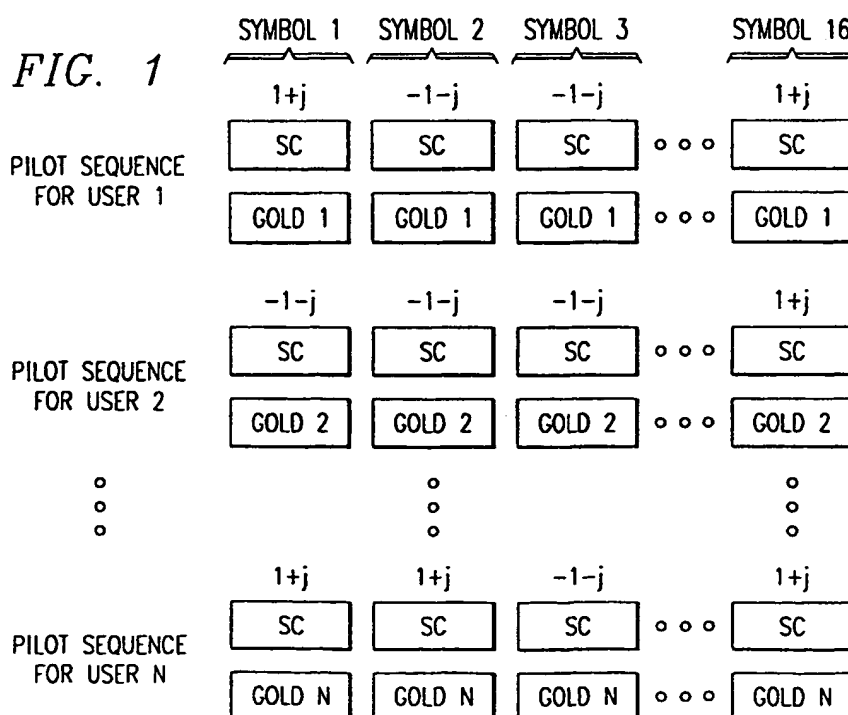 FIG. 1
SYMBOL 1 SYMBOL 2 SYMBOL 3 SYMBOL 16
PILOT SEQUENCE FOR USER 1
1+j -1-j -1-j 1+j
SC SC SC SC
GOLD 1 GOLD 1 GOLD 1 GOLD 1
PILOT SEQUENCE FOR USER 2
-1-j -1-j -1-j 1+j
SC SC SC SC
GOLD 2 GOLD 2 GOLD 2 GOLD 2
PILOT SEQUENCE FOR USER N
1+j 1+j -1-j 1+j
SC SC SC SC
GOLD N GOLD N GOLD N GOLD N